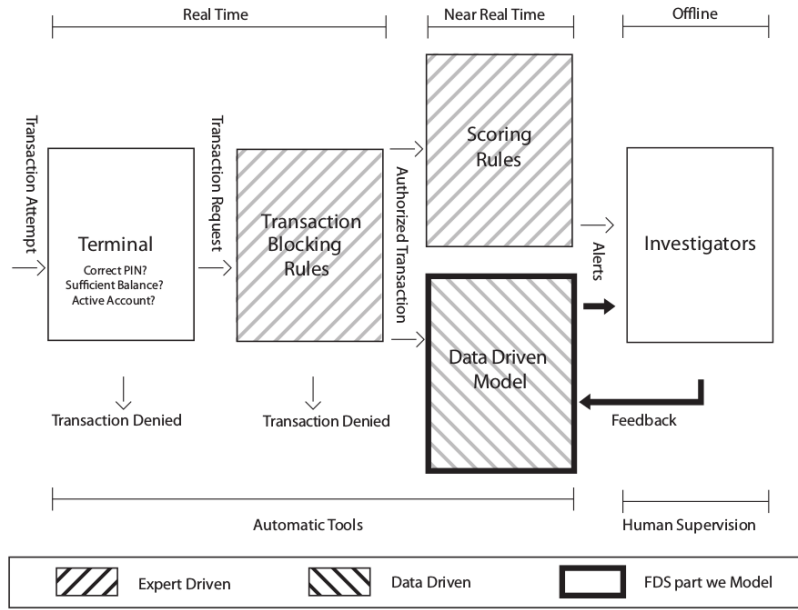 Real Time
Near Real Time
Offline
Transaction Attempt
Terminal
Correct PIN?
Sufficient Balance?
Active Account?
Transaction Request
Transaction
Blocking
Rules
Authorized Transaction
Scoring
Rules
Data Driven
Model
Alerts
Investigators
Transaction Denied
Transaction Denied
Feedback
Automatic Tools
Human Supervision
Expert Driven
Data Driven
FDS part we Model